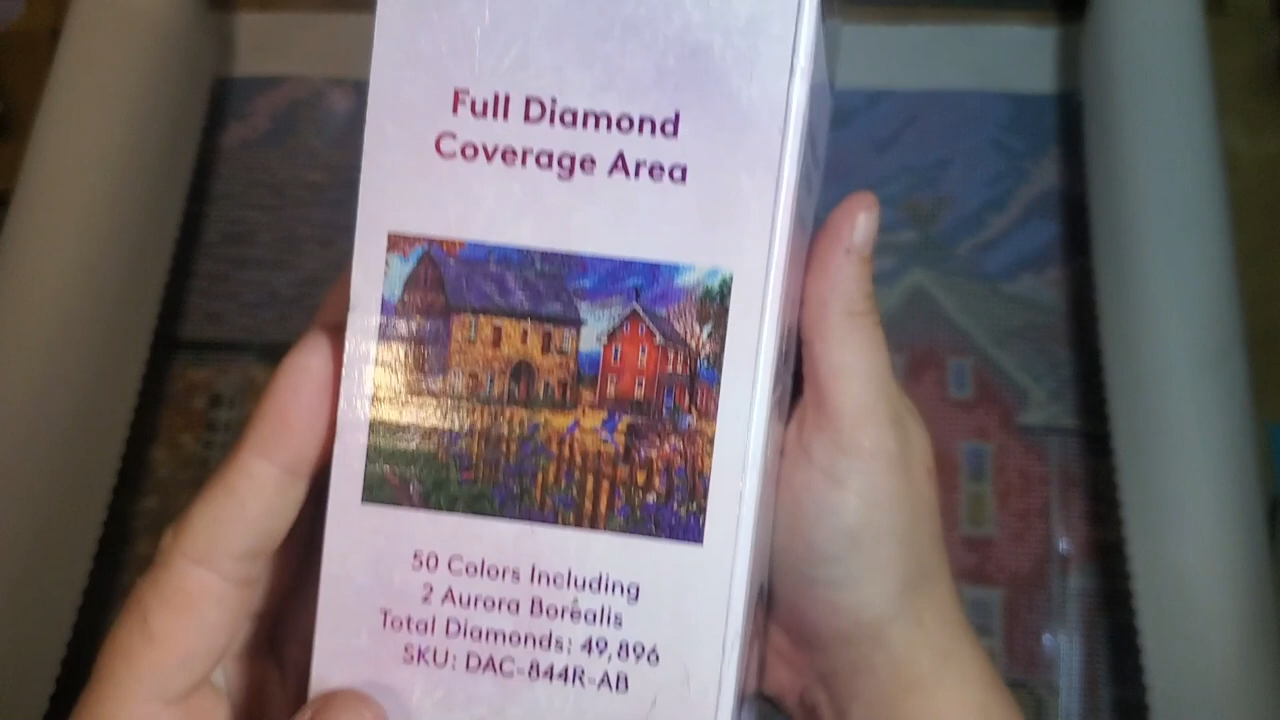 Full Diamond
Coverage Area
50 Colors Including
2 Aurora Borealis
Total Diamonds: 49,896
SKU: DAC-844R-AB